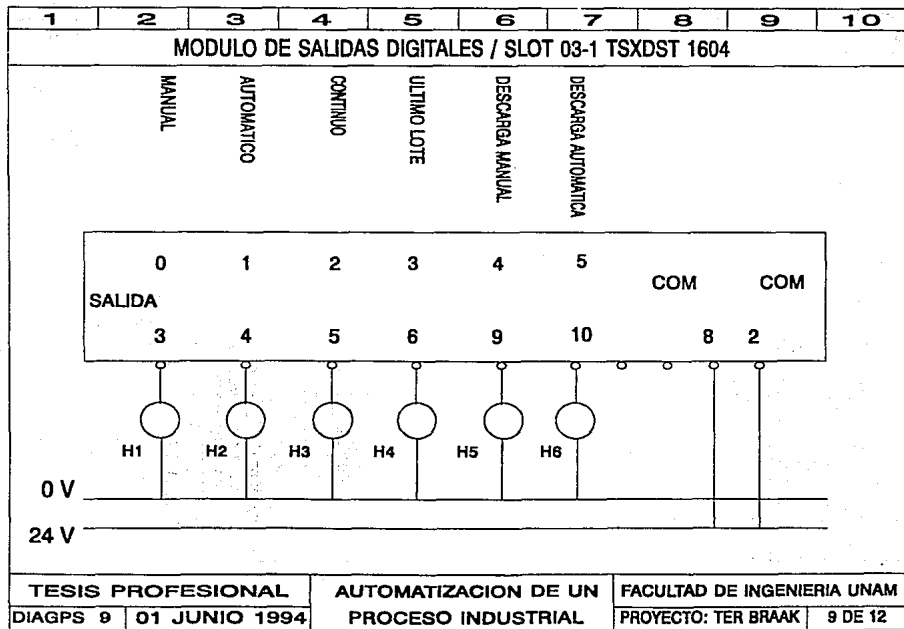 1 2 3 4 5 6 7 8 9 10
MODULO DE SALIDAS DIGITALES / SLOT 03-1 TSXDST 1604
MANUAL
AUTOMATICO
CONTINUO
ULTIMO LOTE
DESCARGA MANUAL
DESCARGA AUTOMATICA
0 1 2 3 4 5
COM COM
SALIDA
3 4 5 6 9 10 8 2
H1 H2 H3 H4 H5 H6
0 V
24 V
TESIS PROFESIONAL
DIAGPS 9 01 JUNIO 1994
AUTOMATIZACION DE UN
PROCESO INDUSTRIAL
FACULTAD DE INGENIERIA UNAM
PROYECTO: TER BRAAK 9 DE 12